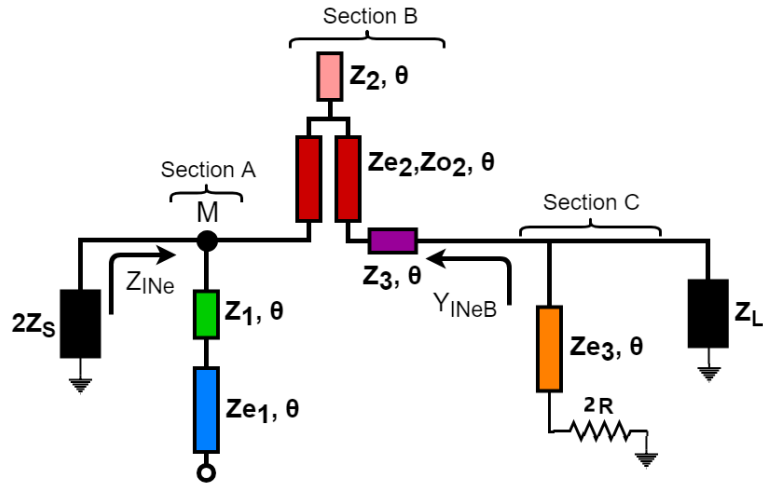 Section B
Z2, θ
Section A
Ze2,Zo2, θ
M
Section C
ZINe
Z3, θ
YINeB
2ZS
Z1, θ
ZL
Ze3, θ
Ze1, θ
2R